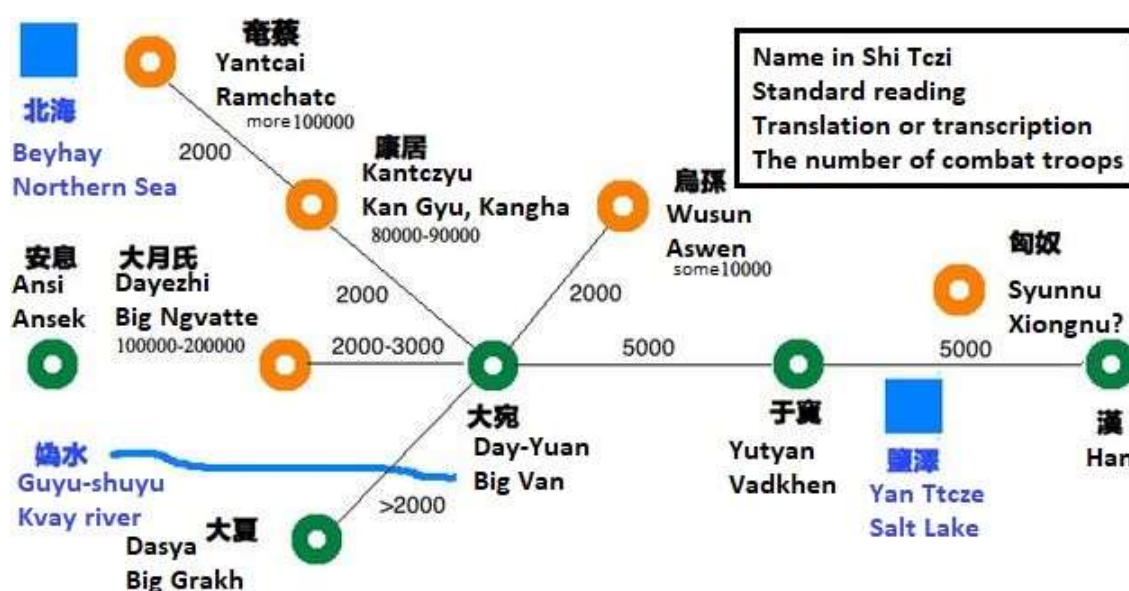 北海
Beyhay
Northern Sea
奄蔡
Yantcai
Ramchatc
more 100000
2000
康居
Kantczyu
Kan Gyu, Kangha
80000-90000
2000
烏孫
Wusun
Aswen
some10000
2000
Name in Shi Tczi
Standard reading
Translation or transcription
The number of combat troops
匈奴
Syunnu
Xiongnu?
安息
Ansi
Ansek
大月氏
Dayezhi
Big Ngvatte
100000-200000
2000-3000
5000
5000
大宛
Day-Yuan
Big Van
于窴
Yutyan
Vadkhen
鹽澤
Yan Ttcze
Salt Lake
漢
Han
媯水
Guyu-shuyu
Kvay river
>2000
大夏
Dasya
Big Grakh